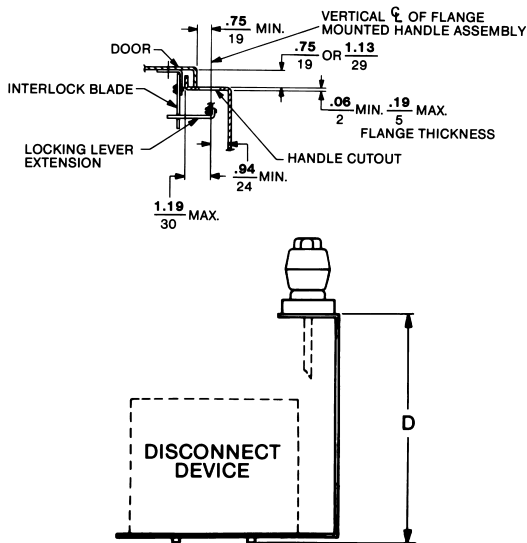 .75
19 MIN.
VERTICAL ℄ OF FLANGE
MOUNTED HANDLE ASSEMBLY
DOOR
.75 OR 1.13
19 29
INTERLOCK BLADE
.06 MIN. .19 MAX.
2 5
FLANGE THICKNESS
LOCKING LEVER
EXTENSION
HANDLE CUTOUT
.94 MIN.
24
1.19 MAX.
30
D
DISCONNECT
DEVICE